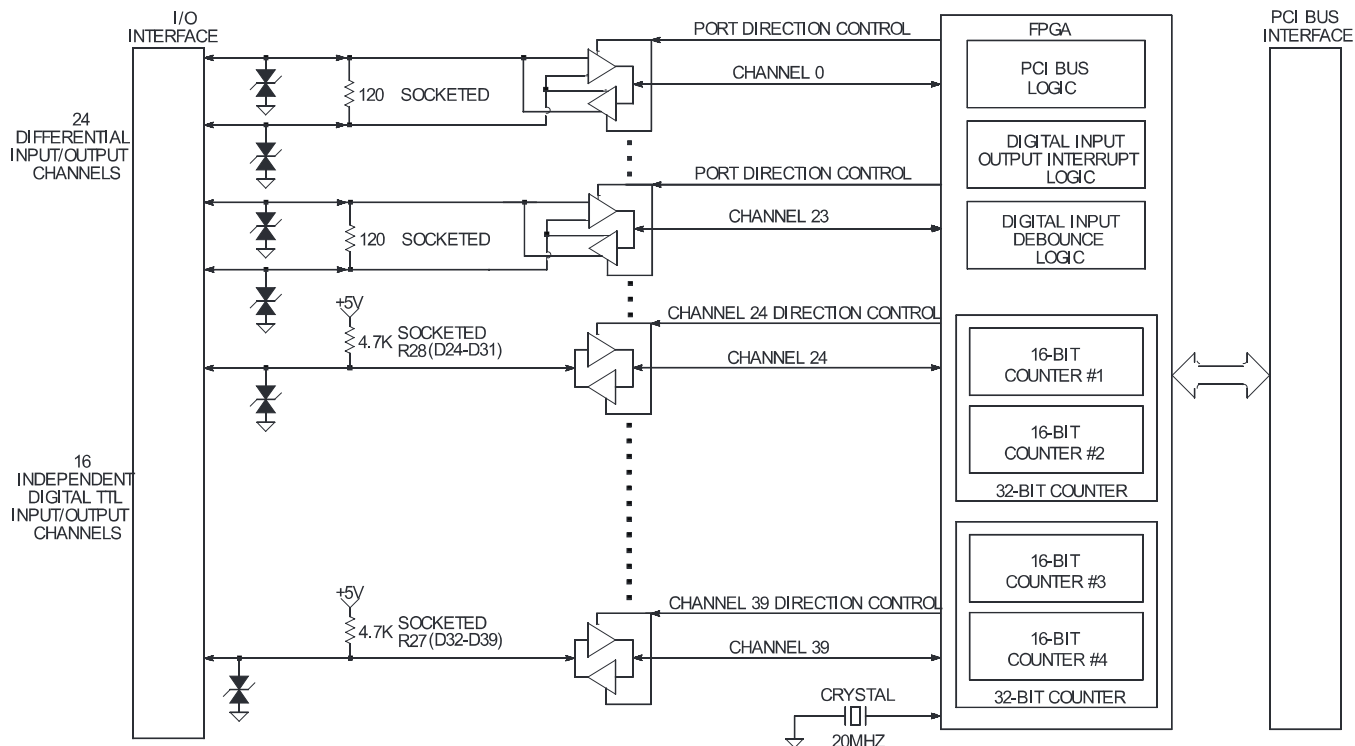 I/O
INTERFACE
PORT DIRECTION CONTROL
FPGA
PCI BUS
INTERFACE
CHANNEL 0
PCI BUS
LOGIC
120 SOCKETED
24
DIFFERENTIAL
INPUT/OUTPUT
CHANNELS
DIGITAL INPUT
OUTPUT INTERRUPT
LOGIC
PORT DIRECTION CONTROL
CHANNEL 23
120 SOCKETED
DIGITAL INPUT
DEBOUNCE
LOGIC
+5V
4.7K
SOCKETED
R28(D24-D31)
CHANNEL 24 DIRECTION CONTROL
CHANNEL 24
16-BIT
COUNTER #1
16-BIT
COUNTER #2
32-BIT COUNTER
16
INDEPENDENT
DIGITAL TTL
INPUT/OUTPUT
CHANNELS
16-BIT
COUNTER #3
+5V
4.7K
SOCKETED
R27(D32-D39)
CHANNEL 39 DIRECTION CONTROL
CHANNEL 39
16-BIT
COUNTER #4
32-BIT COUNTER
CRYSTAL
20MHZ